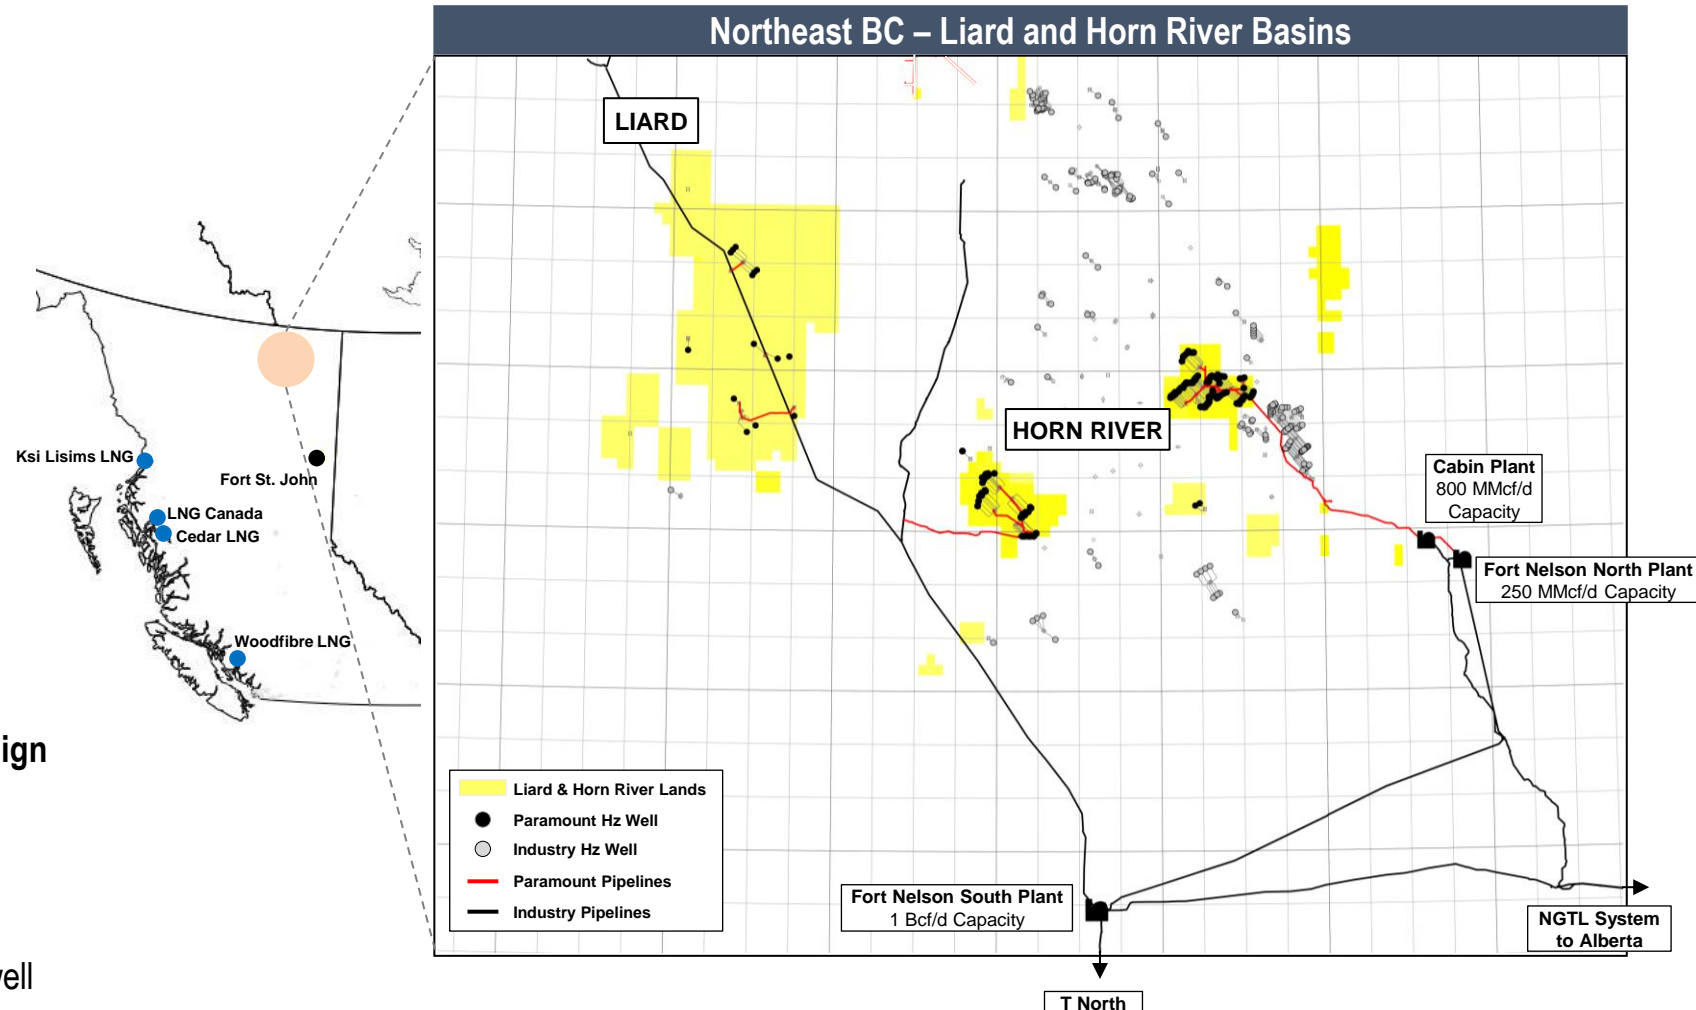 Northeast BC – Liard and Horn River Basins
LIARD
HORN RIVER
Ksi Lisims LNG
Fort St. John
LNG Canada
Cedar LNG
Woodfibre LNG
Cabin Plant
800 MMcf/d
Capacity
Fort Nelson North Plant
250 MMcf/d Capacity
ign
Liard & Horn River Lands
Paramount Hz Well
Industry Hz Well
Paramount Pipelines
Industry Pipelines
Fort Nelson South Plant
1 Bcf/d Capacity
NGTL System
to Alberta
ell
T North